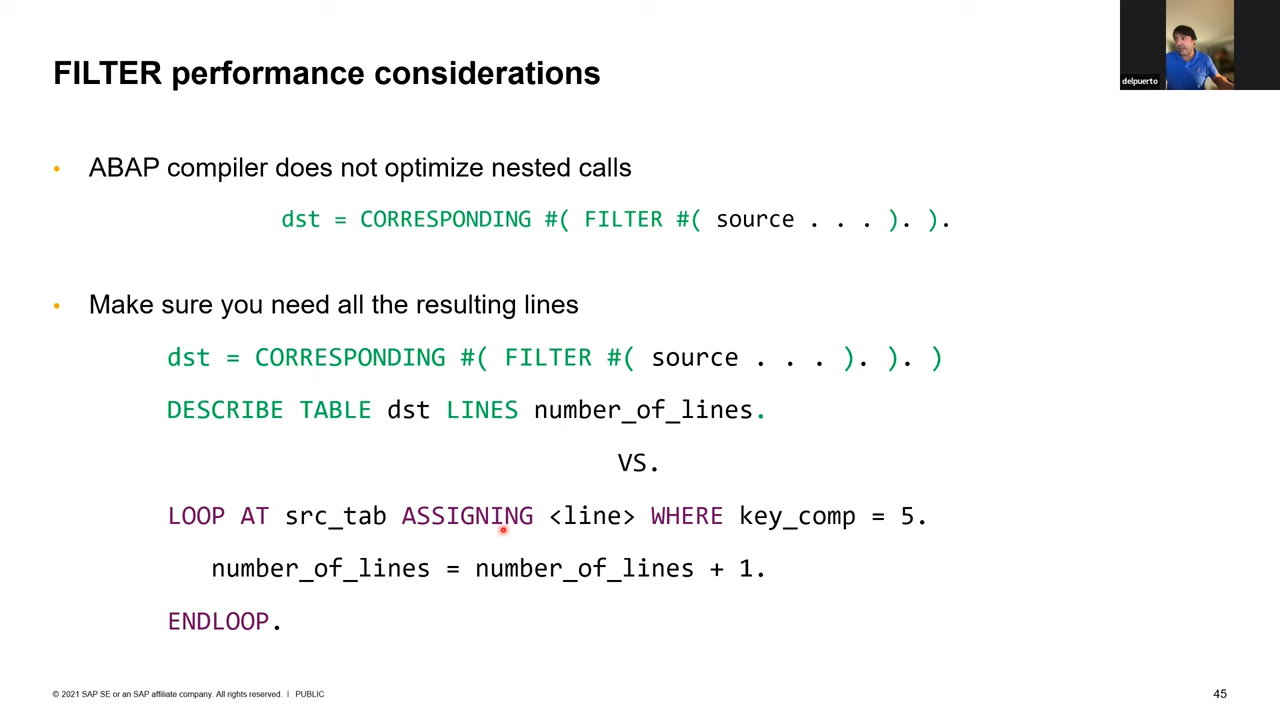 delpuerto
FILTER performance considerations
• ABAP compiler does not optimize nested calls
dst = CORRESPONDING #( FILTER #( source . . . ). ).
• Make sure you need all the resulting lines
dst = CORRESPONDING #( FILTER #( source . . . ). ). )
DESCRIBE TABLE dst LINES number_of_lines.
VS.
LOOP AT src_tab ASSIGNING <line> WHERE key_comp = 5.
number_of_lines = number_of_lines + 1.
ENDLOOP.
© 2021 SAP SE or an SAP affiliate company. All rights reserved. | PUBLIC
45